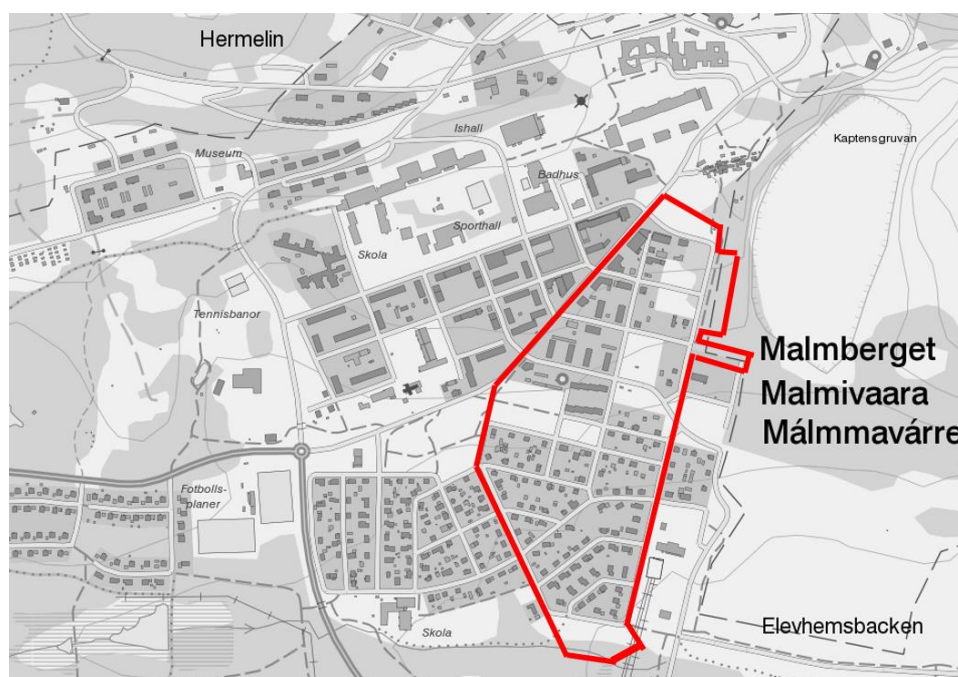 Hermelin
Kaptensgruvan
Ishall
Museum
Badhus
Sporthall
Skola
Tennisbanor
Malmberget
Malmivaara
Málmmavárre
Fotbolls-
planer
Elevhemsbacken
Skola